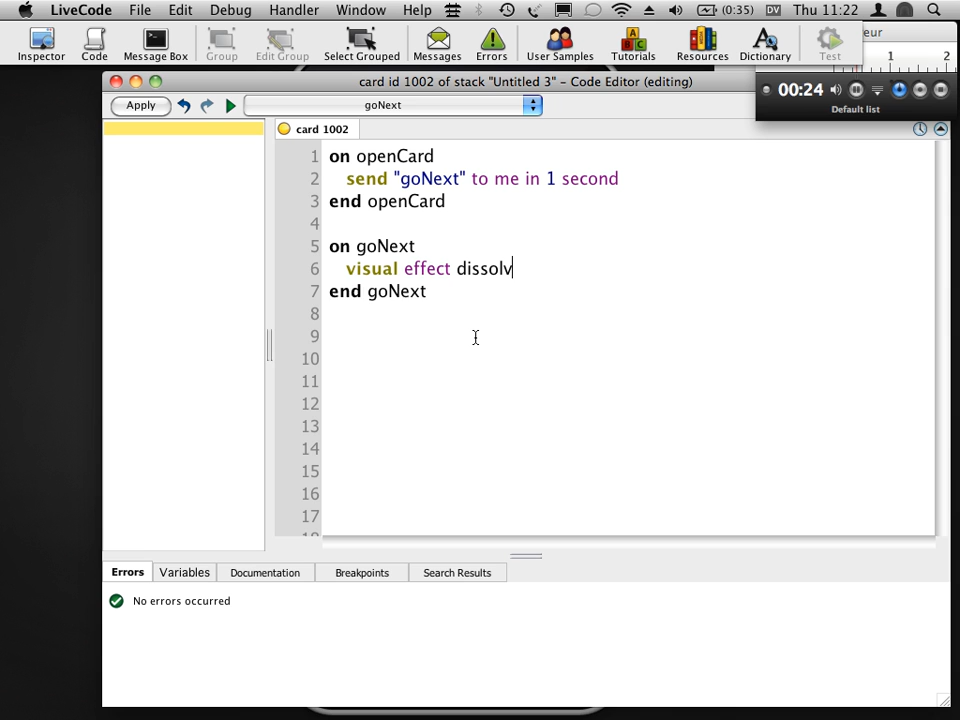 LiveCode File Edit Debug Handler Window Help (0:35) DV Thu 11:22
Inspector Code Message Box Group Edit Group Select Grouped Messages Errors User Samples Tutorials Resources Dictionary Test
eur
1 2
card id 1002 of stack "Untitled 3" – Code Editor (editing)
00:24
Default list
Apply goNext
card 1002
1 on openCard
2 send "goNext" to me in 1 second
3 end openCard
4
5 on goNext
6 visual effect dissolv
7 end goNext
8
9
10
11
12
13
14
15
16
17
18
Errors Variables Documentation Breakpoints Search Results
No errors occurred